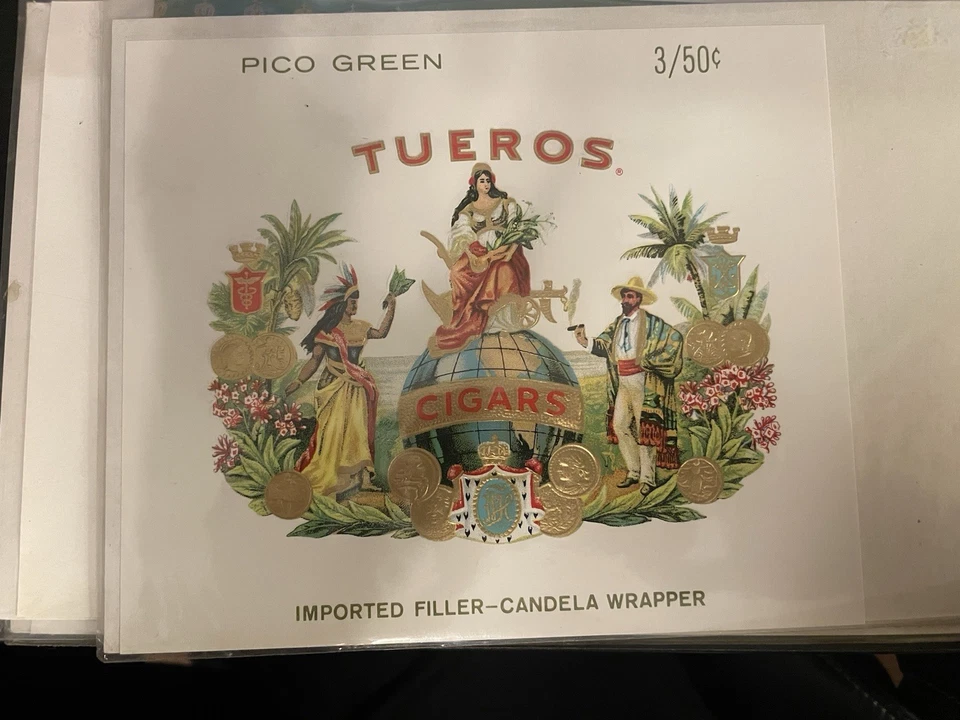 PICO GREEN
3/50¢
TUEROS®
CIGARS
IMPORTED FILLER–CANDELA WRAPPER